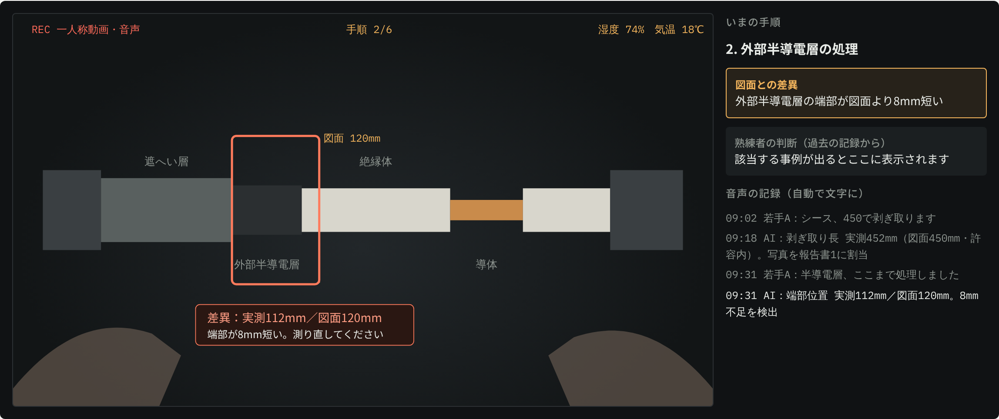 REC 一人称動画・音声
手順 2/6
湿度 74% 気温 18℃
図面 120mm
遮へい層
絶縁体
外部半導電層
導体
差異：実測112mm／図面120mm
端部が8mm短い。測り直してください
いまの手順
2. 外部半導電層の処理
図面との差異
外部半導電層の端部が図面より8mm短い
熟練者の判断（過去の記録から）
該当する事例が出るとここに表示されます
音声の記録（自動で文字に）
09:02 若手A：シース、450で剥ぎ取ります
09:18 AI：剥ぎ取り長 実測452mm（図面450mm・許
容内）。写真を報告書1に割当
09:31 若手A：半導電層、ここまで処理しました
09:31 AI：端部位置 実測112mm／図面120mm。8mm
不足を検出